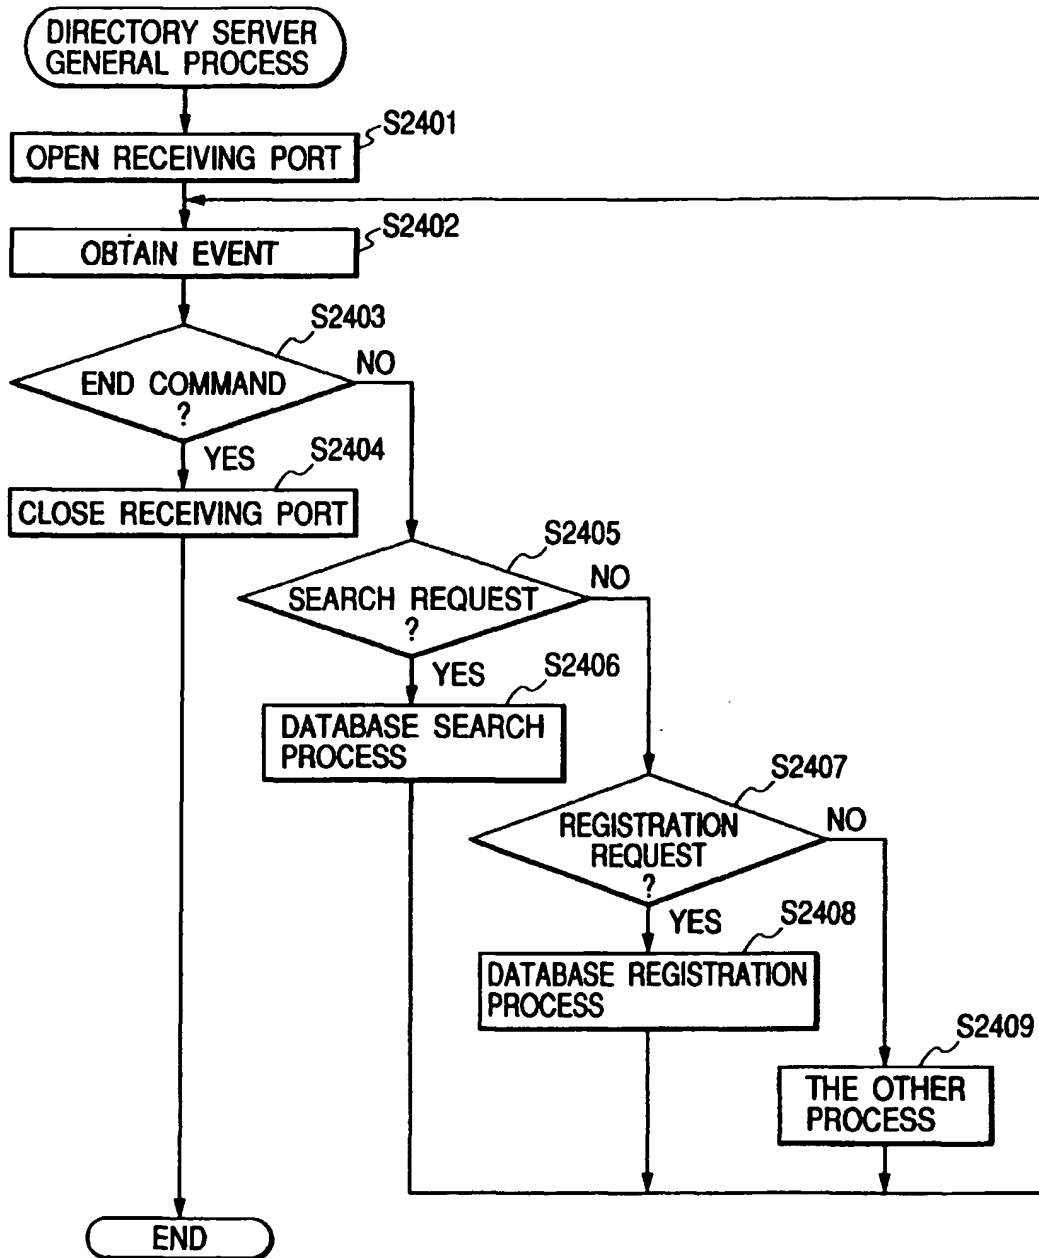 DIRECTORY SERVER
GENERAL PROCESS
S2401
OPEN RECEIVING PORT
S2402
OBTAIN EVENT
S2403
NO
END COMMAND
?
YES
S2404
CLOSE RECEIVING PORT
S2405
NO
SEARCH REQUEST
?
YES
S2406
DATABASE SEARCH
PROCESS
S2407
NO
REGISTRATION
REQUEST
?
YES
S2408
DATABASE REGISTRATION
PROCESS
S2409
THE OTHER
PROCESS
END